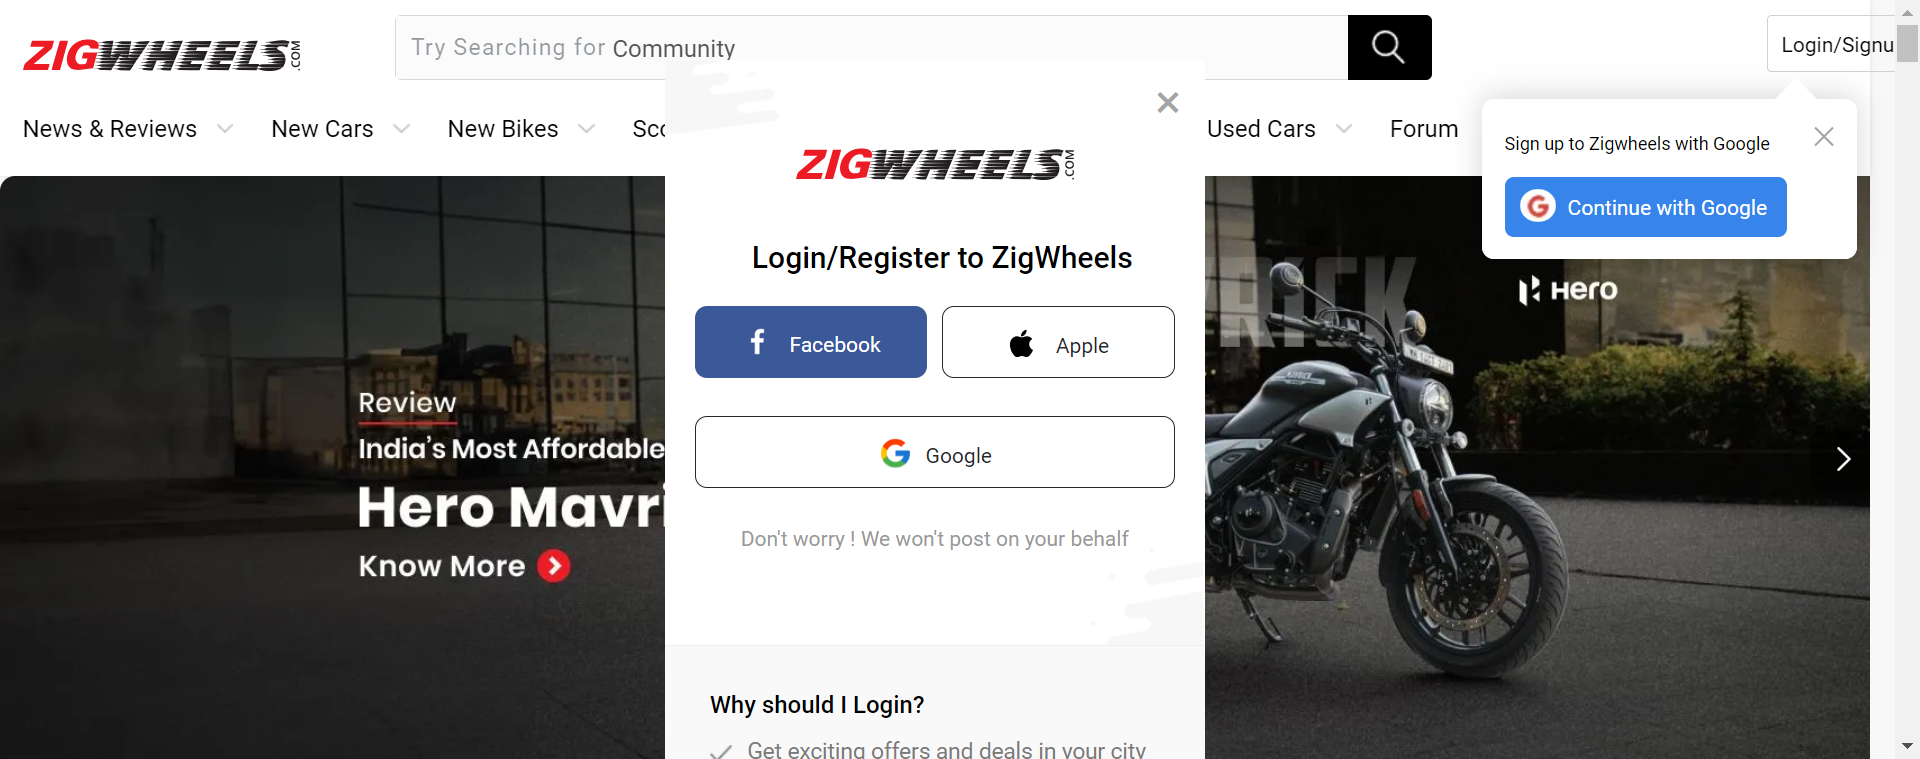 ZIGWHEELS.COM
Try Searching for Community
Login/Signu
News & Reviews New Cars New Bikes Sco Used Cars Forum
Sign up to Zigwheels with Google
Continue with Google
ZIGWHEELS.COM
Login/Register to ZigWheels
Facebook Apple
Google
Don't worry ! We won't post on your behalf
Why should I Login?
Get exciting offers and deals in your city
Review
India's Most Affordable
Hero Mavri
Know More
RICK
Hero
MAVRICK